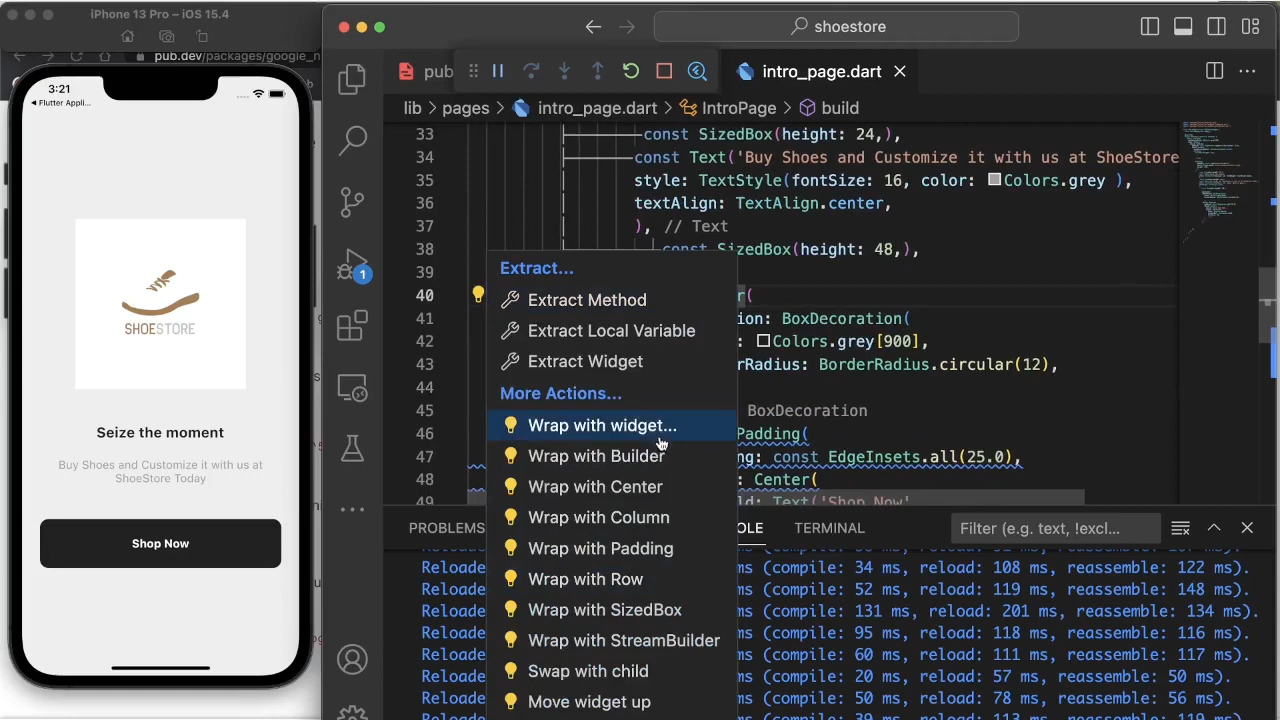 iPhone 13 Pro – iOS 15.4
pub.dev/packages/google_n
3:21
◂ Flutter Appli...
SHOESTORE
Seize the moment
Buy Shoes and Customize it with us at
ShoeStore Today
Shop Now
shoestore
pub
intro_page.dart
lib > pages > intro_page.dart > IntroPage > build
33 const SizedBox(height: 24,),
34 const Text('Buy Shoes and Customize it with us at ShoeStore
35 style: TextStyle(fontSize: 16, color: Colors.grey ),
36 textAlign: TextAlign.center,
37 ), // Text
38 const SizedBox(height: 48,),
39
40 r(
41 ion: BoxDecoration(
42 : Colors.grey[900],
43 rRadius: BorderRadius.circular(12),
44
45 BoxDecoration
46 Padding(
47 ng: const EdgeInsets.all(25.0),
48 : Center(
49 ld: Text('Shop Now'
1
Extract...
Extract Method
Extract Local Variable
Extract Widget
More Actions...
Wrap with widget...
Wrap with Builder
Wrap with Center
Wrap with Column
Wrap with Padding
Wrap with Row
Wrap with SizedBox
Wrap with StreamBuilder
Swap with child
Move widget up
PROBLEMS
OLE
TERMINAL
Filter (e.g. text, !excl...
Reloade ms (compile: 34 ms, reload: 108 ms, reassemble: 122 ms).
Reloade ms (compile: 52 ms, reload: 119 ms, reassemble: 148 ms).
Reloade ms (compile: 131 ms, reload: 201 ms, reassemble: 134 ms).
Reloade ms (compile: 95 ms, reload: 118 ms, reassemble: 116 ms).
Reloade ms (compile: 60 ms, reload: 111 ms, reassemble: 117 ms).
Reloade ms (compile: 20 ms, reload: 57 ms, reassemble: 50 ms).
Reloade ms (compile: 50 ms, reload: 78 ms, reassemble: 56 ms).